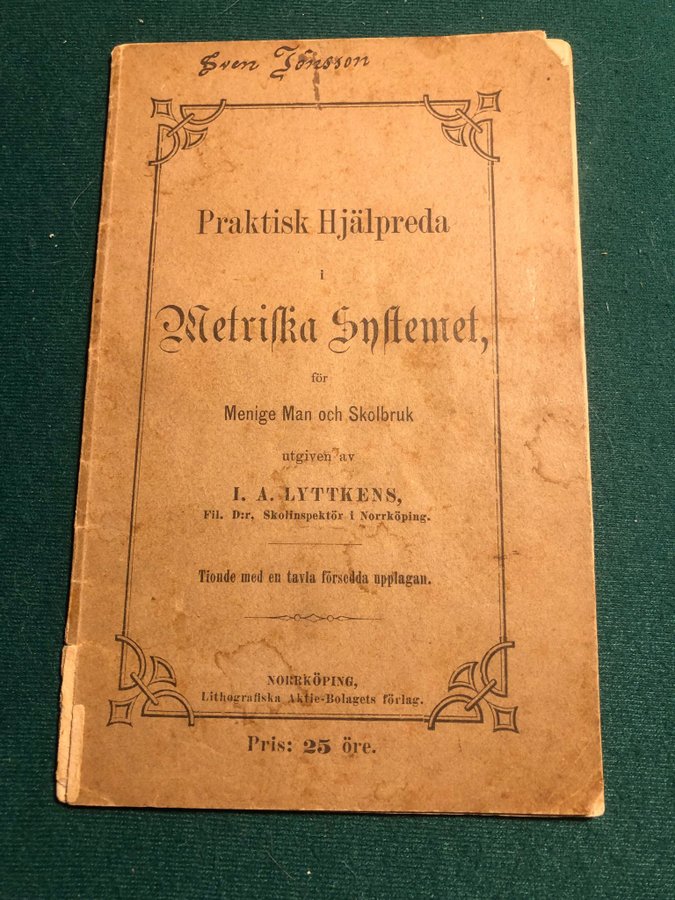 Sven Jönsson
Praktisk Hjälpreda
i
Metriska Systemet,
för
Menige Man och Skolbruk
utgiven av
I. A. LYTTKENS,
Fil. D:r, Skolinspektör i Norrköping.
Tionde med en tavla försedda upplagan.
NORRKÖPING,
Lithografiska Aktie-Bolagets förlag.
Pris: 25 öre.